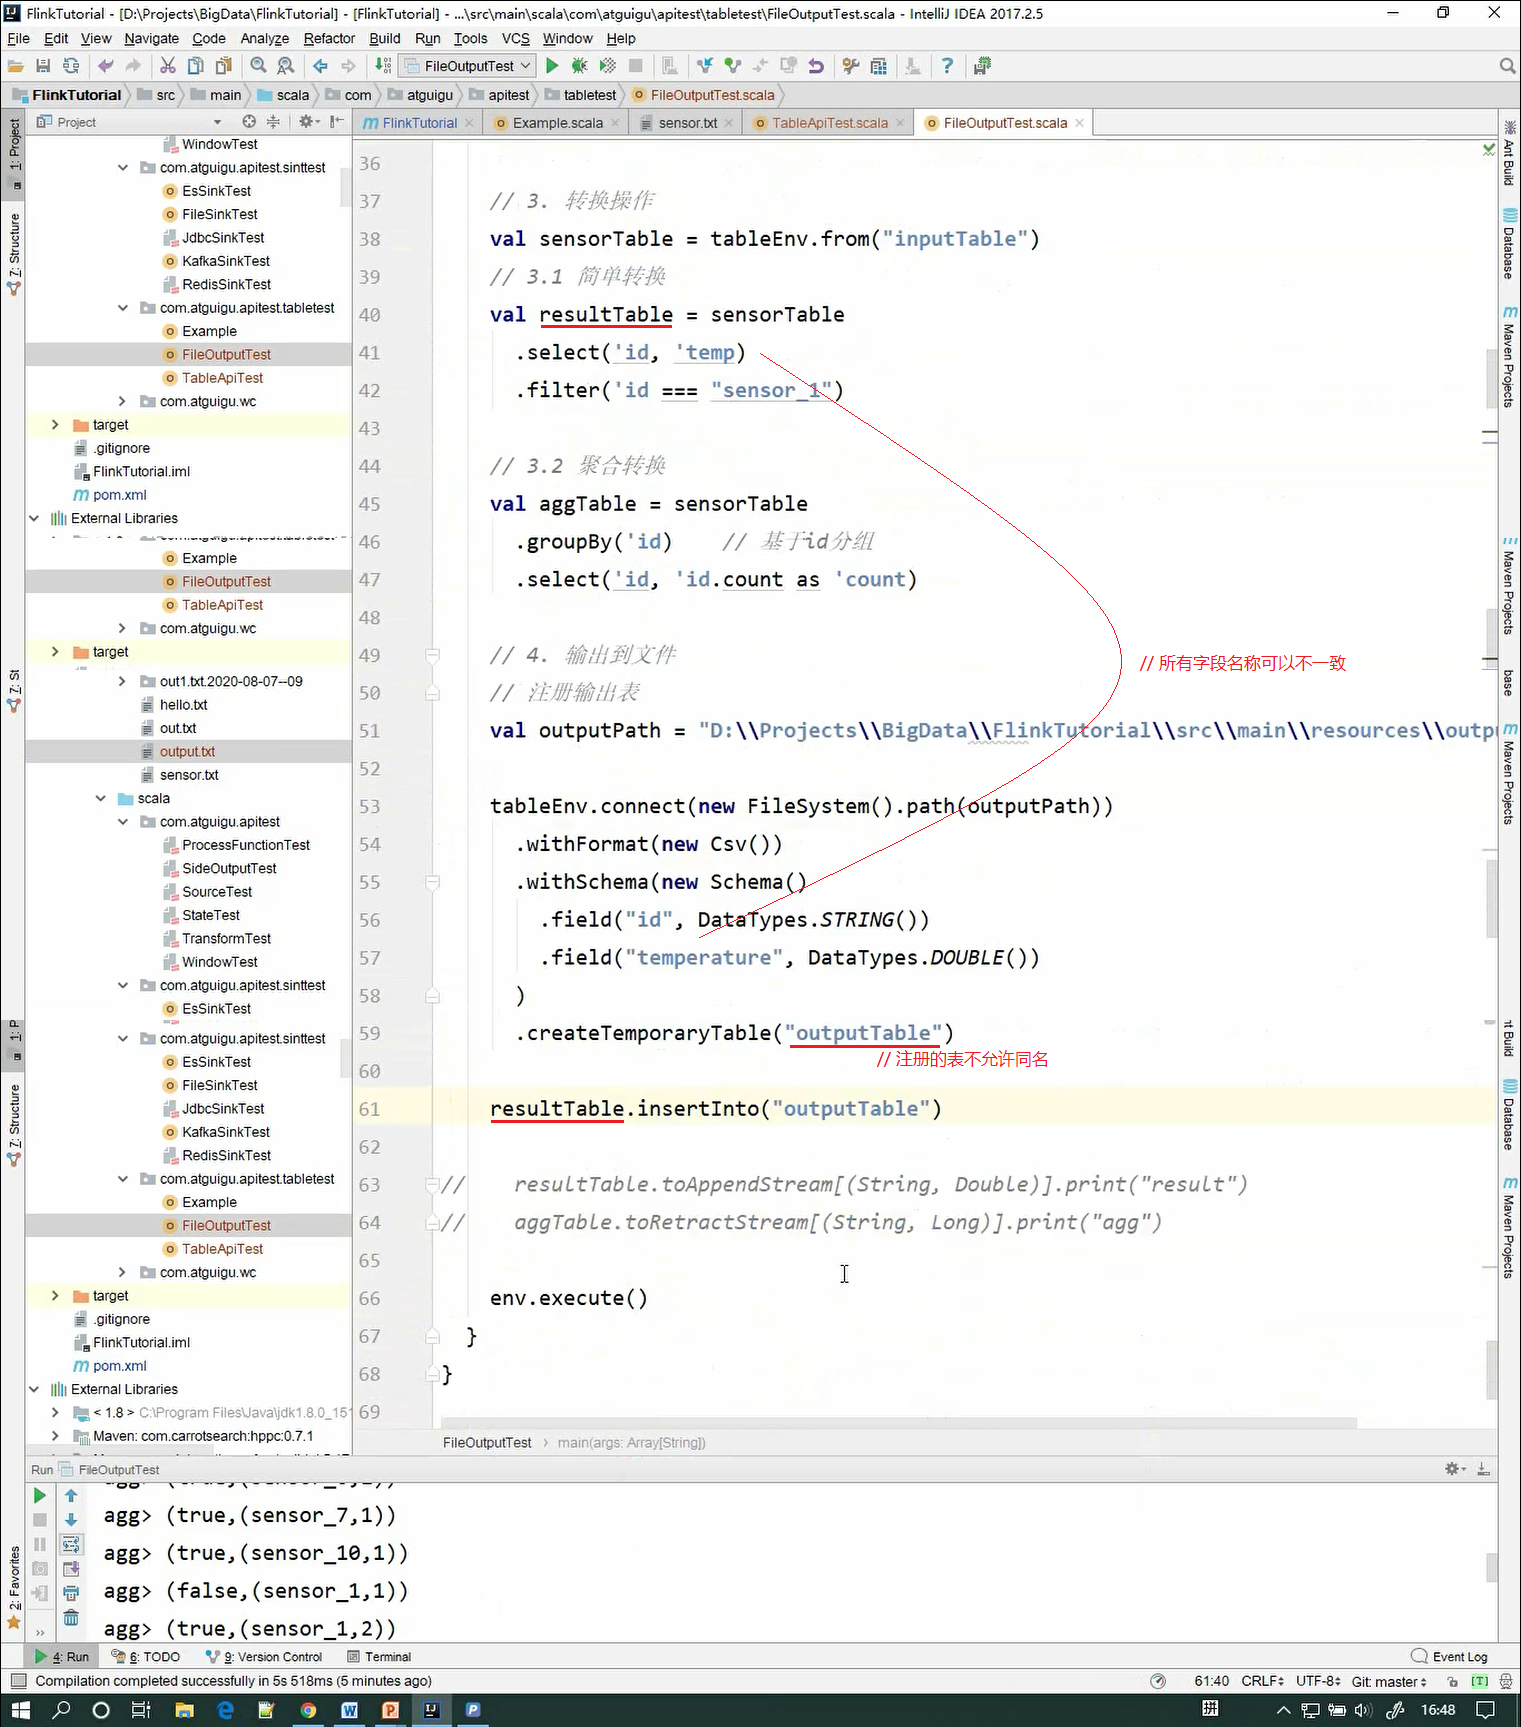 FlinkTutorial - [D:\Projects\BigData\FlinkTutorial] - [FlinkTutorial] - ...\src\main\scala\com\atguigu\apitest\tabletest\FileOutputTest.scala - IntelliJ IDEA 2017.2.5
File Edit View Navigate Code Analyze Refactor Build Run Tools VCS Window Help
FileOutputTest
FlinkTutorial src main scala com atguigu apitest tabletest FileOutputTest.scala
Project
FlinkTutorial Example.scala sensor.txt TableApiTest.scala FileOutputTest.scala
1: Project
7: Structure
7: St
1: P
7: Structure
2: Favorites
WindowTest
com.atguigu.apitest.sinttest
EsSinkTest
FileSinkTest
JdbcSinkTest
KafkaSinkTest
RedisSinkTest
com.atguigu.apitest.tabletest
Example
FileOutputTest
TableApiTest
com.atguigu.wc
target
.gitignore
FlinkTutorial.iml
pom.xml
External Libraries
Example
FileOutputTest
TableApiTest
com.atguigu.wc
target
out1.txt.2020-08-07--09
hello.txt
out.txt
output.txt
sensor.txt
scala
com.atguigu.apitest
ProcessFunctionTest
SideOutputTest
SourceTest
StateTest
TransformTest
WindowTest
com.atguigu.apitest.sinttest
EsSinkTest
com.atguigu.apitest.sinttest
EsSinkTest
FileSinkTest
JdbcSinkTest
KafkaSinkTest
RedisSinkTest
com.atguigu.apitest.tabletest
Example
FileOutputTest
TableApiTest
com.atguigu.wc
target
.gitignore
FlinkTutorial.iml
pom.xml
External Libraries
< 1.8 > C:\Program Files\Java\jdk1.8.0_151
Maven: com.carrotsearch:hppc:0.7.1
36
37 // 3. 转换操作
38 val sensorTable = tableEnv.from("inputTable")
39 // 3.1 简单转换
40 val resultTable = sensorTable
41 .select('id, 'temp)
42 .filter('id === "sensor_1")
43
44 // 3.2 聚合转换
45 val aggTable = sensorTable
46 .groupBy('id) // 基于id分组
47 .select('id, 'id.count as 'count)
48
49 // 4. 输出到文件
// 所有字段名称可以不一致
50 // 注册输出表
51 val outputPath = "D:\\Projects\\BigData\\FlinkTutorial\\src\\main\\resources\\outp
52
53 tableEnv.connect(new FileSystem().path(outputPath))
54 .withFormat(new Csv())
55 .withSchema(new Schema()
56 .field("id", DataTypes.STRING())
57 .field("temperature", DataTypes.DOUBLE())
58 )
59 .createTemporaryTable("outputTable")
// 注册的表不允许同名
60
61 resultTable.insertInto("outputTable")
62
63 // resultTable.toAppendStream[(String, Double)].print("result")
64 // aggTable.toRetractStream[(String, Long)].print("agg")
65
66 env.execute()
67 }
68 }
69
FileOutputTest main(args: Array[String])
Ant Build
Database
Maven Projects
Maven Projects
base
Maven Projects
nt Build
Database
Maven Projects
Run FileOutputTest
agg> (true,(sensor_7,1))
agg> (true,(sensor_10,1))
agg> (false,(sensor_1,1))
agg> (true,(sensor_1,2))
4: Run 6: TODO 9: Version Control Terminal Event Log
Compilation completed successfully in 5s 518ms (5 minutes ago) 61:40 CRLF UTF-8 Git: master [T]
拼 16:48